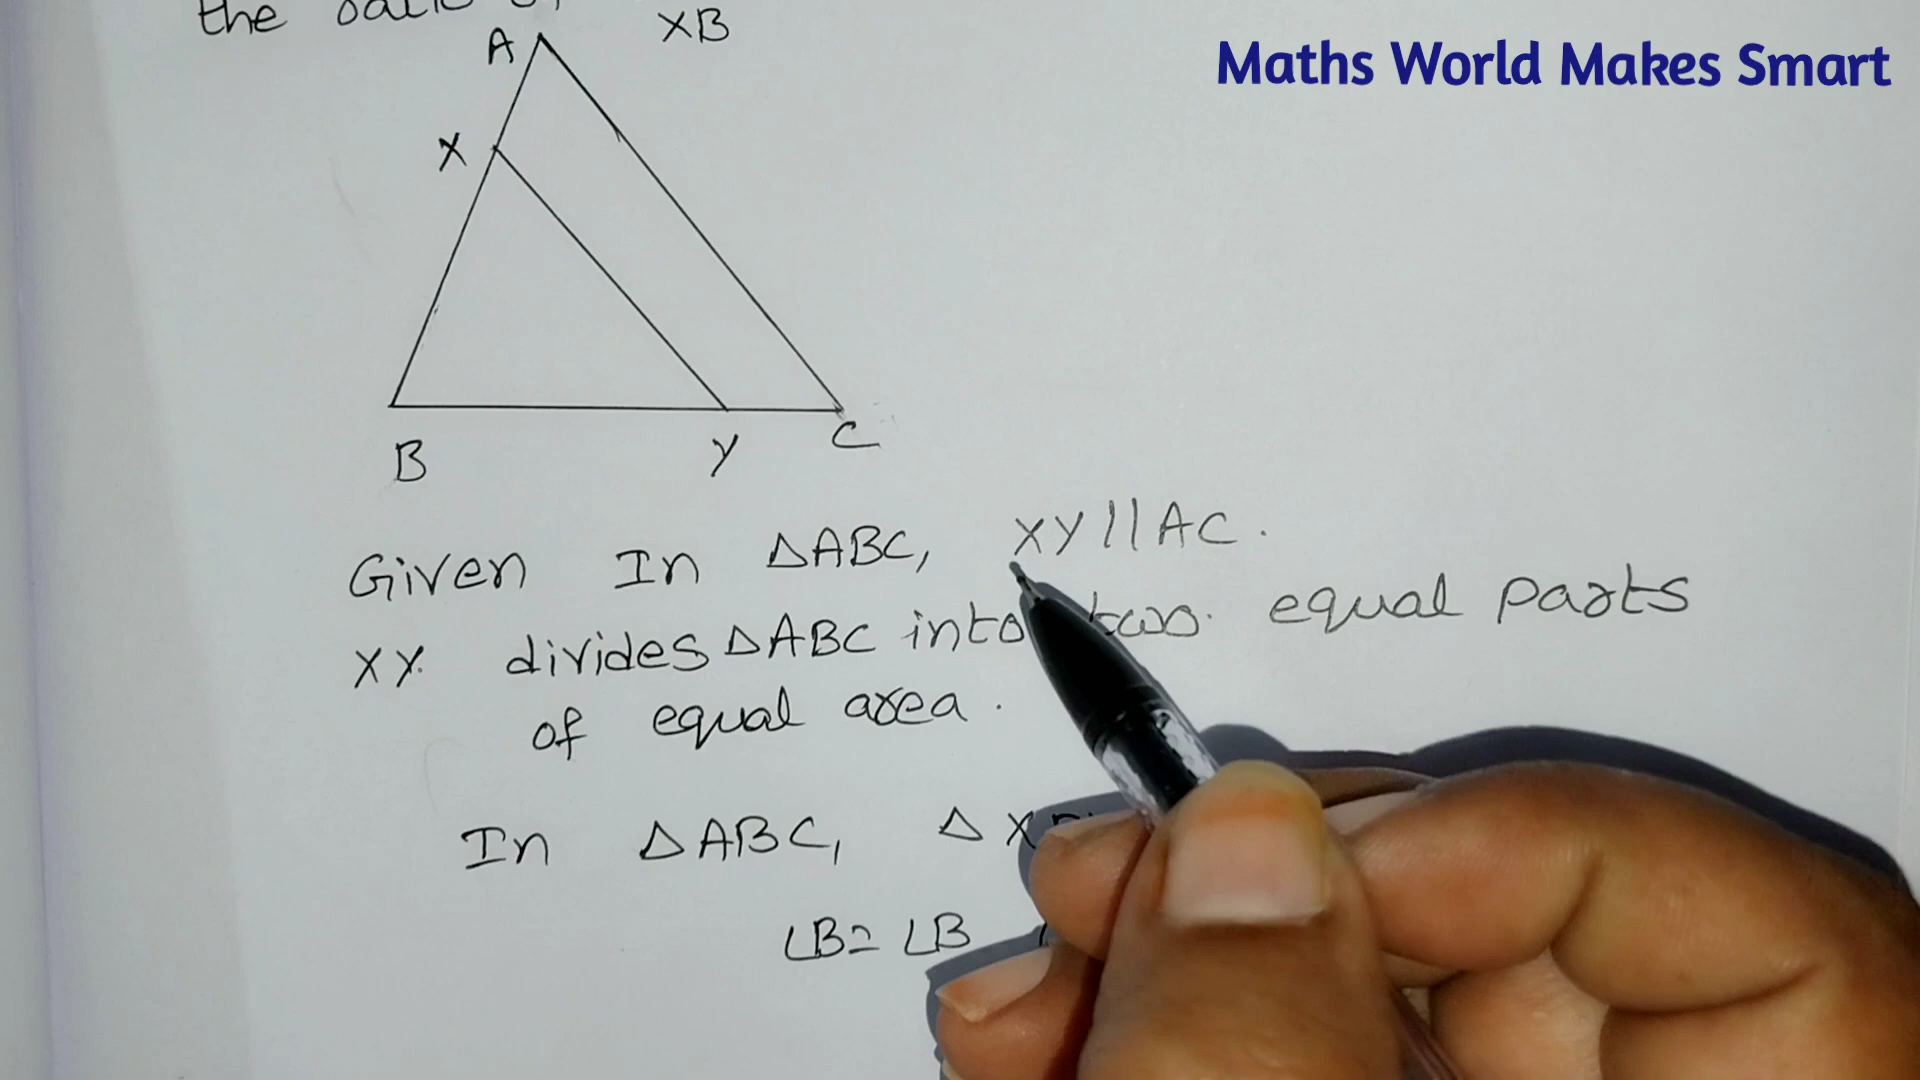 the
XB
Maths World Makes Smart
A
X
B
Y
C
Given In ΔABC, XY||AC.
XY divides ΔABC into two equal parts
of equal area.
In ΔABC, Δ X
∠B = ∠B